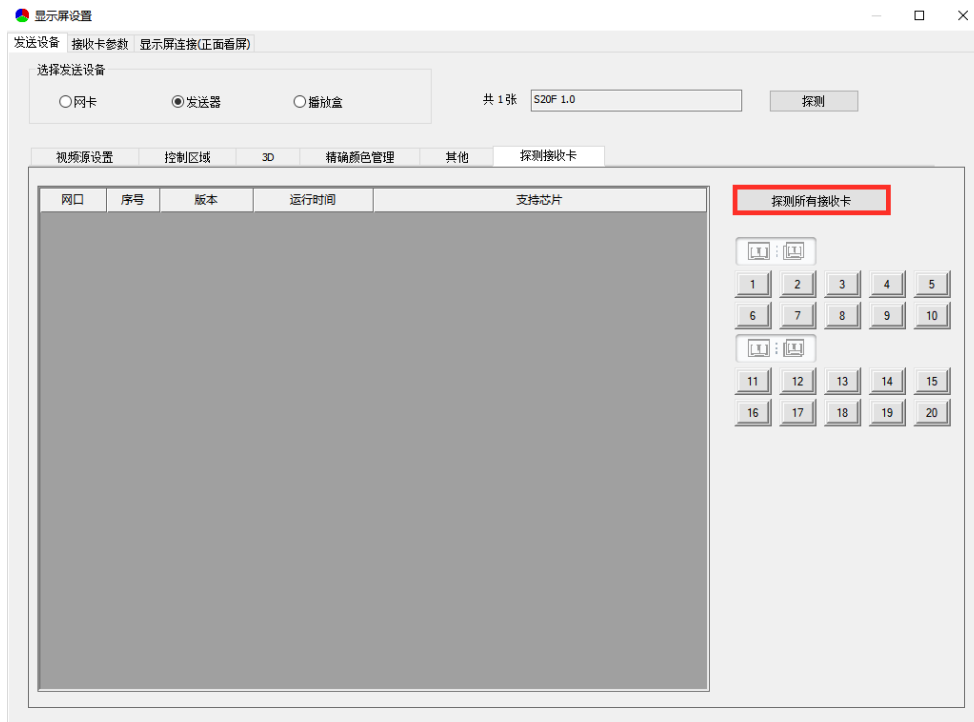 显示屏设置
发送设备 接收卡参数 显示屏连接(正面看屏)
选择发送设备
网卡 发送器 播放盒 共 1 张 S20F 1.0 探测
视频源设置 控制区域 3D 精确颜色管理 其他 探测接收卡
网口 序号 版本 运行时间 支持芯片 探测所有接收卡
1 2 3 4 5
6 7 8 9 10
11 12 13 14 15
16 17 18 19 20